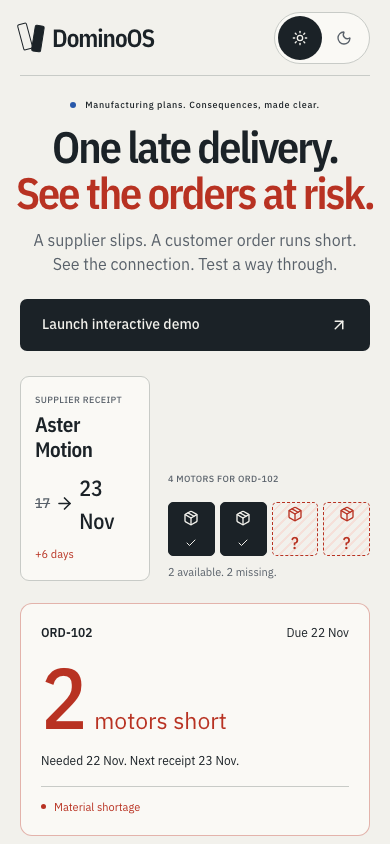 DominoOS
Manufacturing plans. Consequences, made clear.
One late delivery.
See the orders at risk.
A supplier slips. A customer order runs short.
See the connection. Test a way through.
Launch interactive demo
SUPPLIER RECEIPT
Aster
Motion
17 → 23
Nov
+6 days
4 MOTORS FOR ORD-102
? ?
2 available. 2 missing.
ORD-102 Due 22 Nov
2 motors short
Needed 22 Nov. Next receipt 23 Nov.
Material shortage